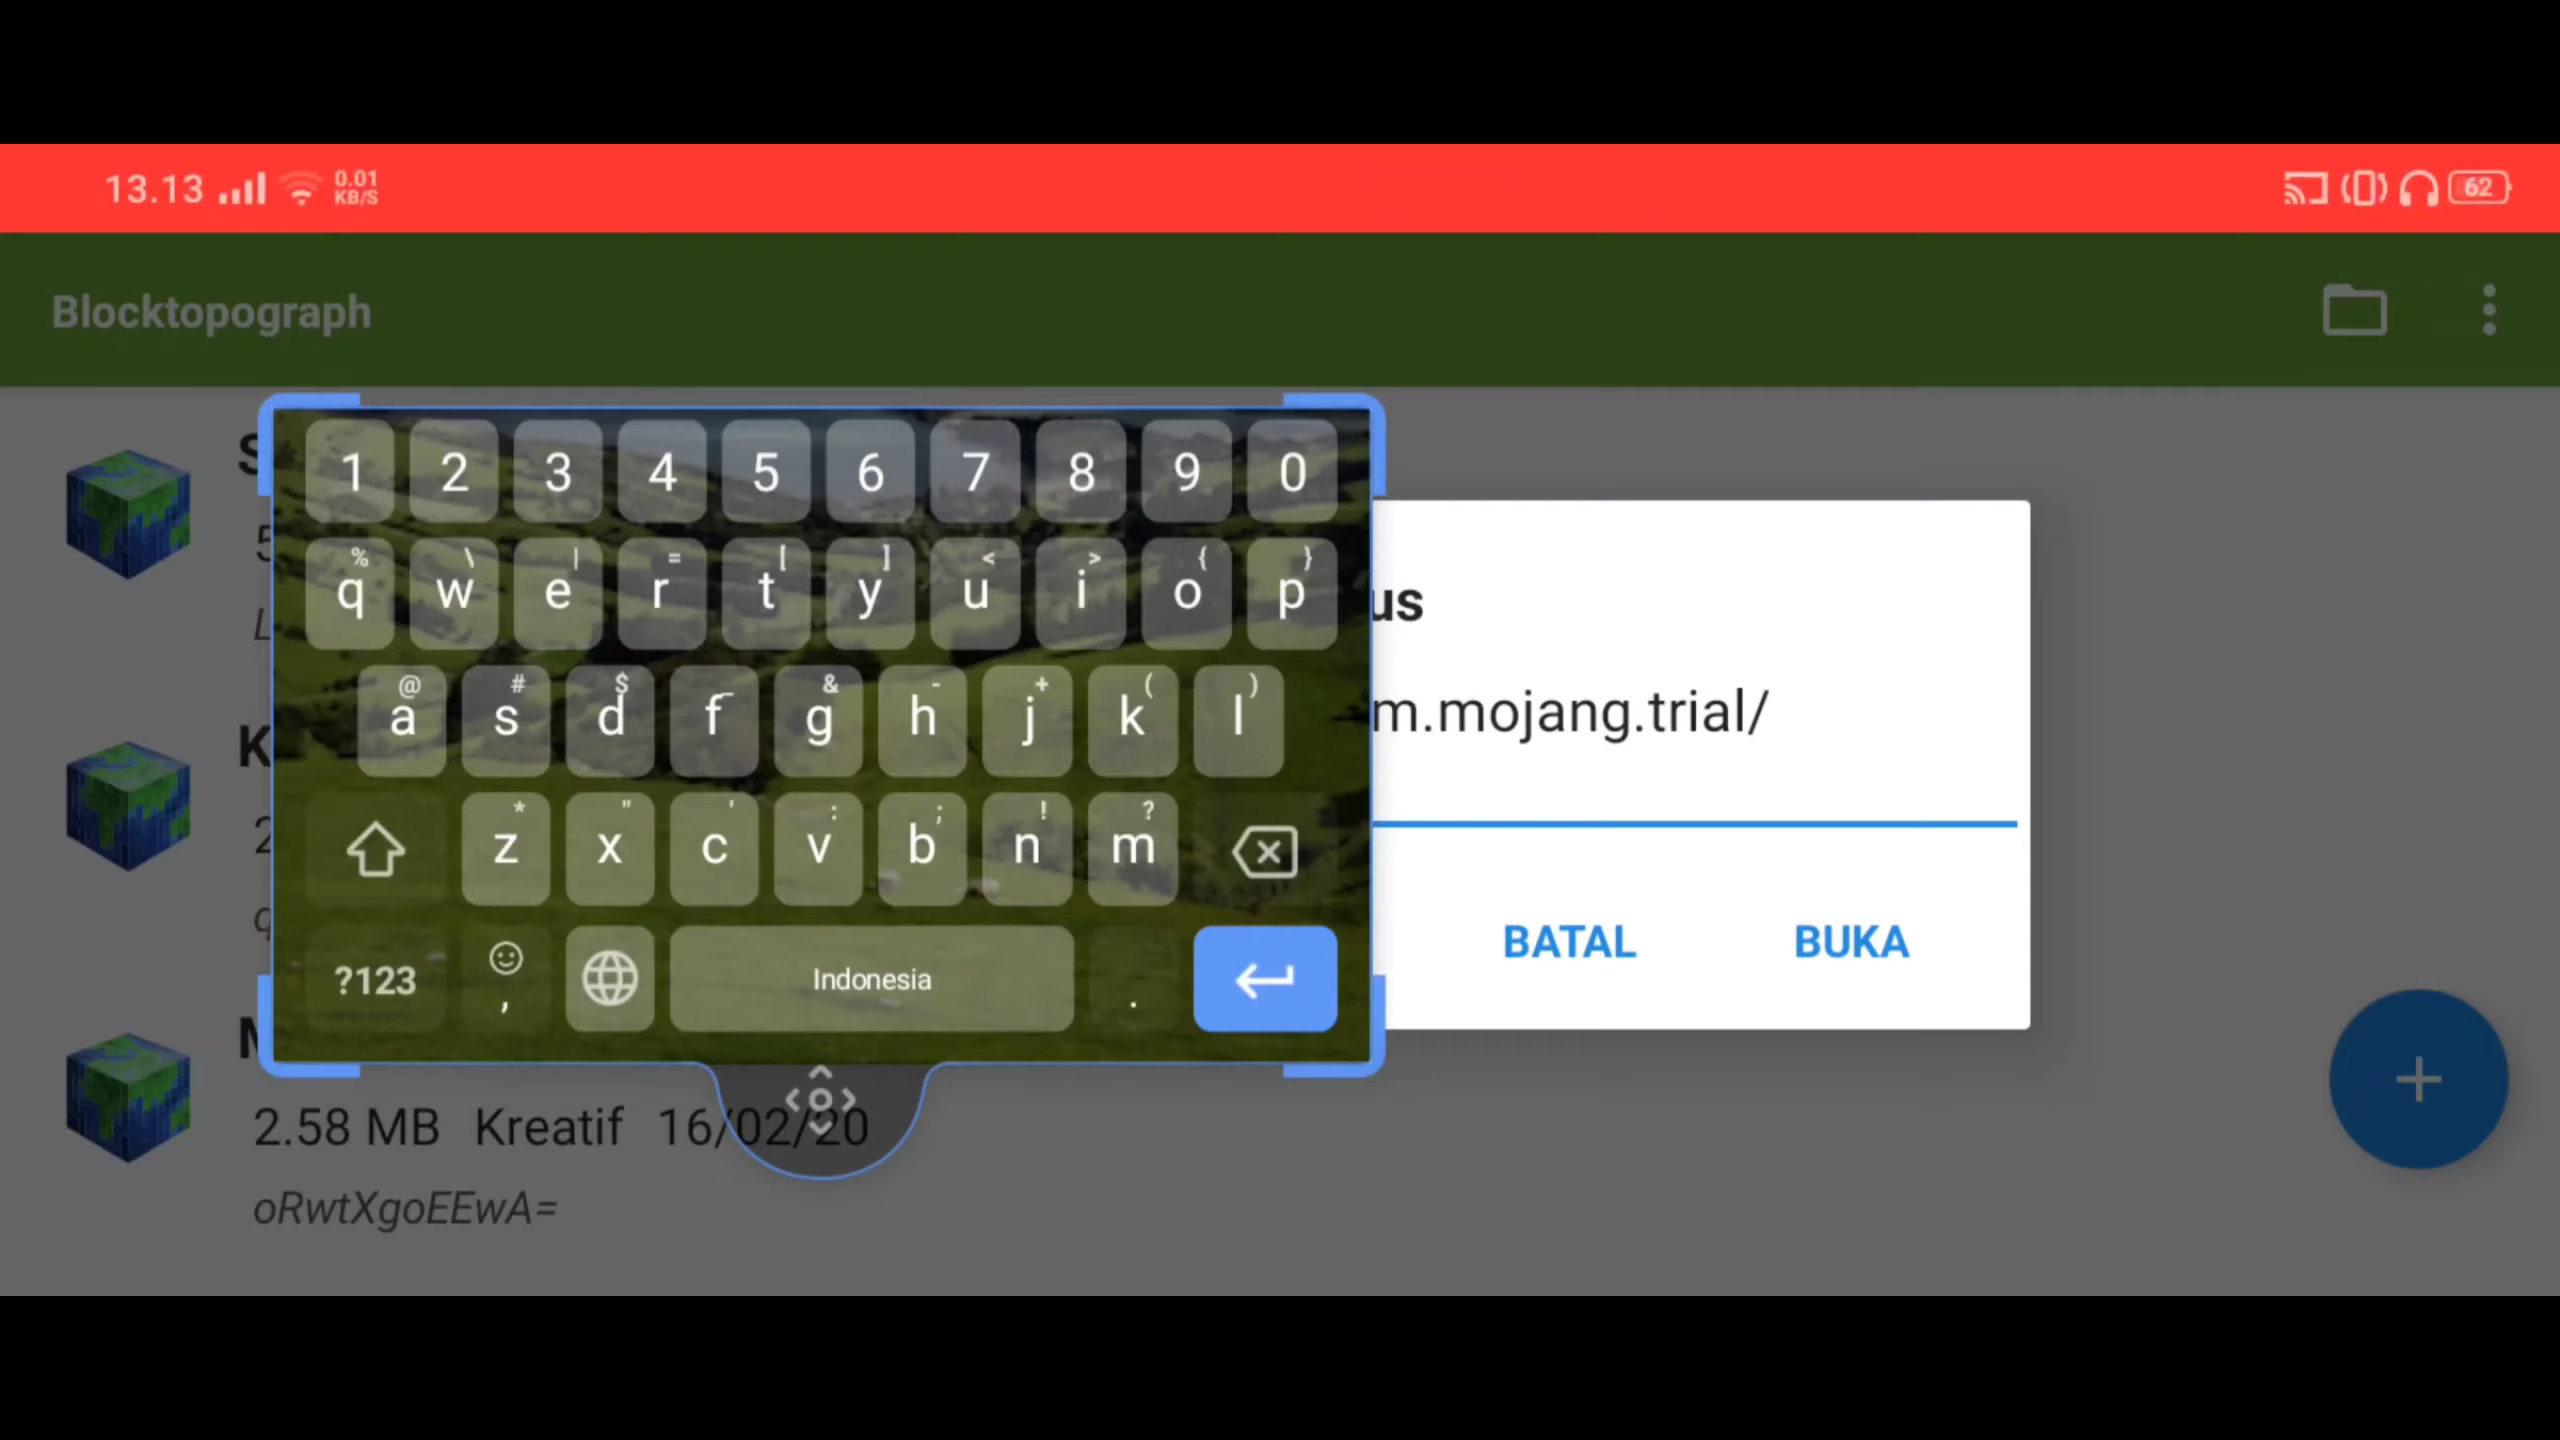 13.13 0.01 KB/S 62
Blocktopograph
1 2 3 4 5 6 7 8 9 0
% \ | = [ ] < > { }
q w e r t y u i o p
@ # $ _ & - + ( )
a s d f g h j k l
* " ' : ; ! ?
z x c v b n m
?123 , Indonesia .
us
m.mojang.trial/
BATAL BUKA
2.58 MB Kreatif 16/02/20
oRwtXgoEEwA=